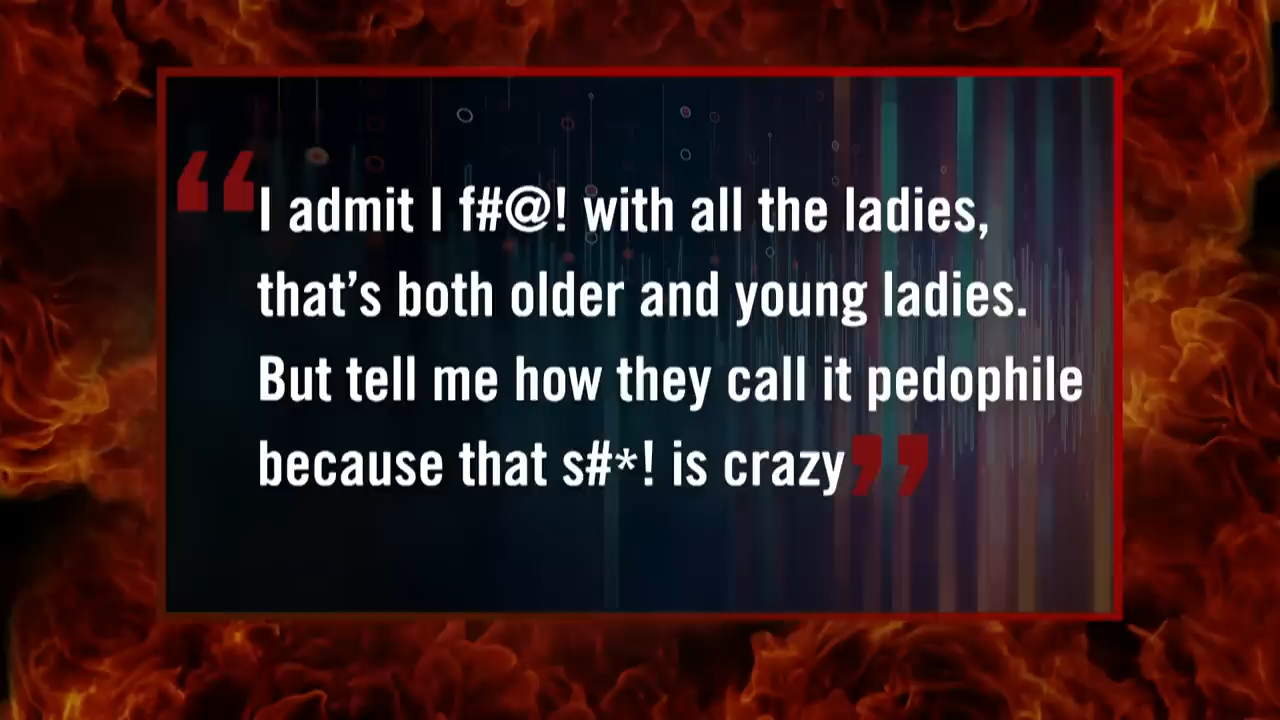 “I admit I f#@! with all the ladies,
that’s both older and young ladies.
But tell me how they call it pedophile
because that s#*! is crazy”